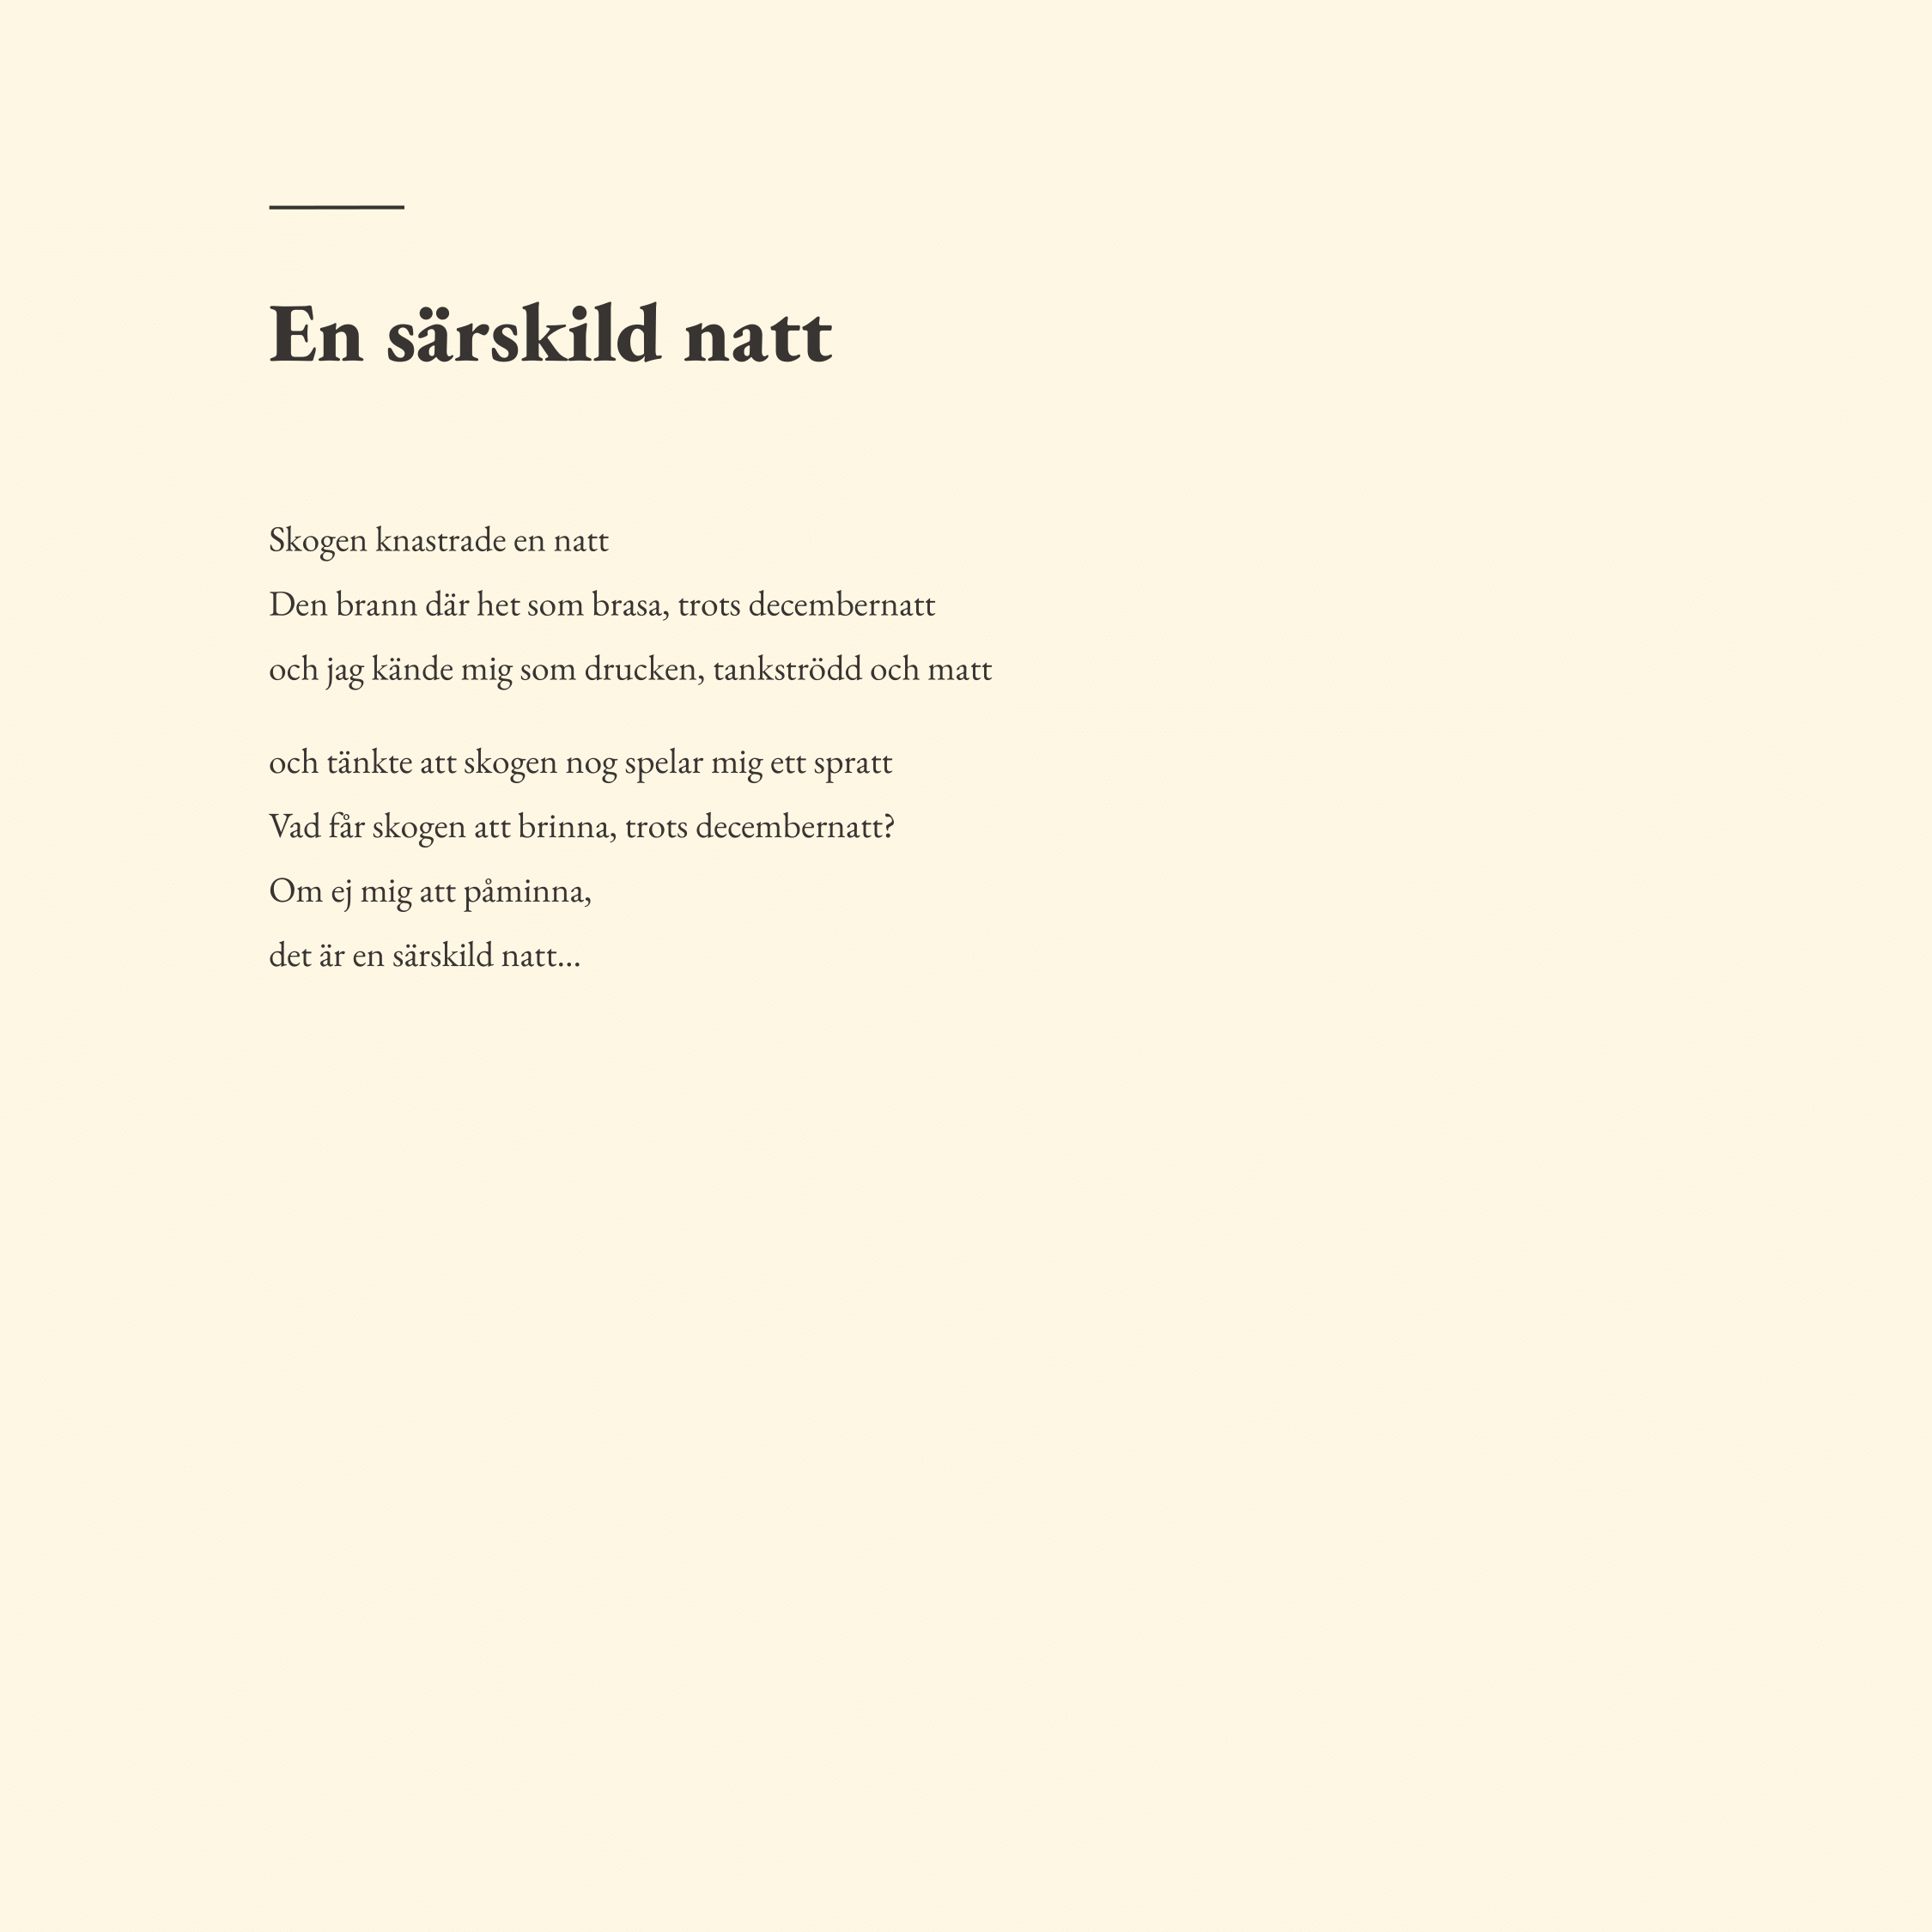 En särskild natt
Skogen knastrade en natt
Den brann där het som brasa, trots decembernatt
och jag kände mig som drucken, tankströdd och matt
och tänkte att skogen nog spelar mig ett spratt
Vad får skogen att brinna, trots decembernatt?
Om ej mig att påminna,
det är en särskild natt...